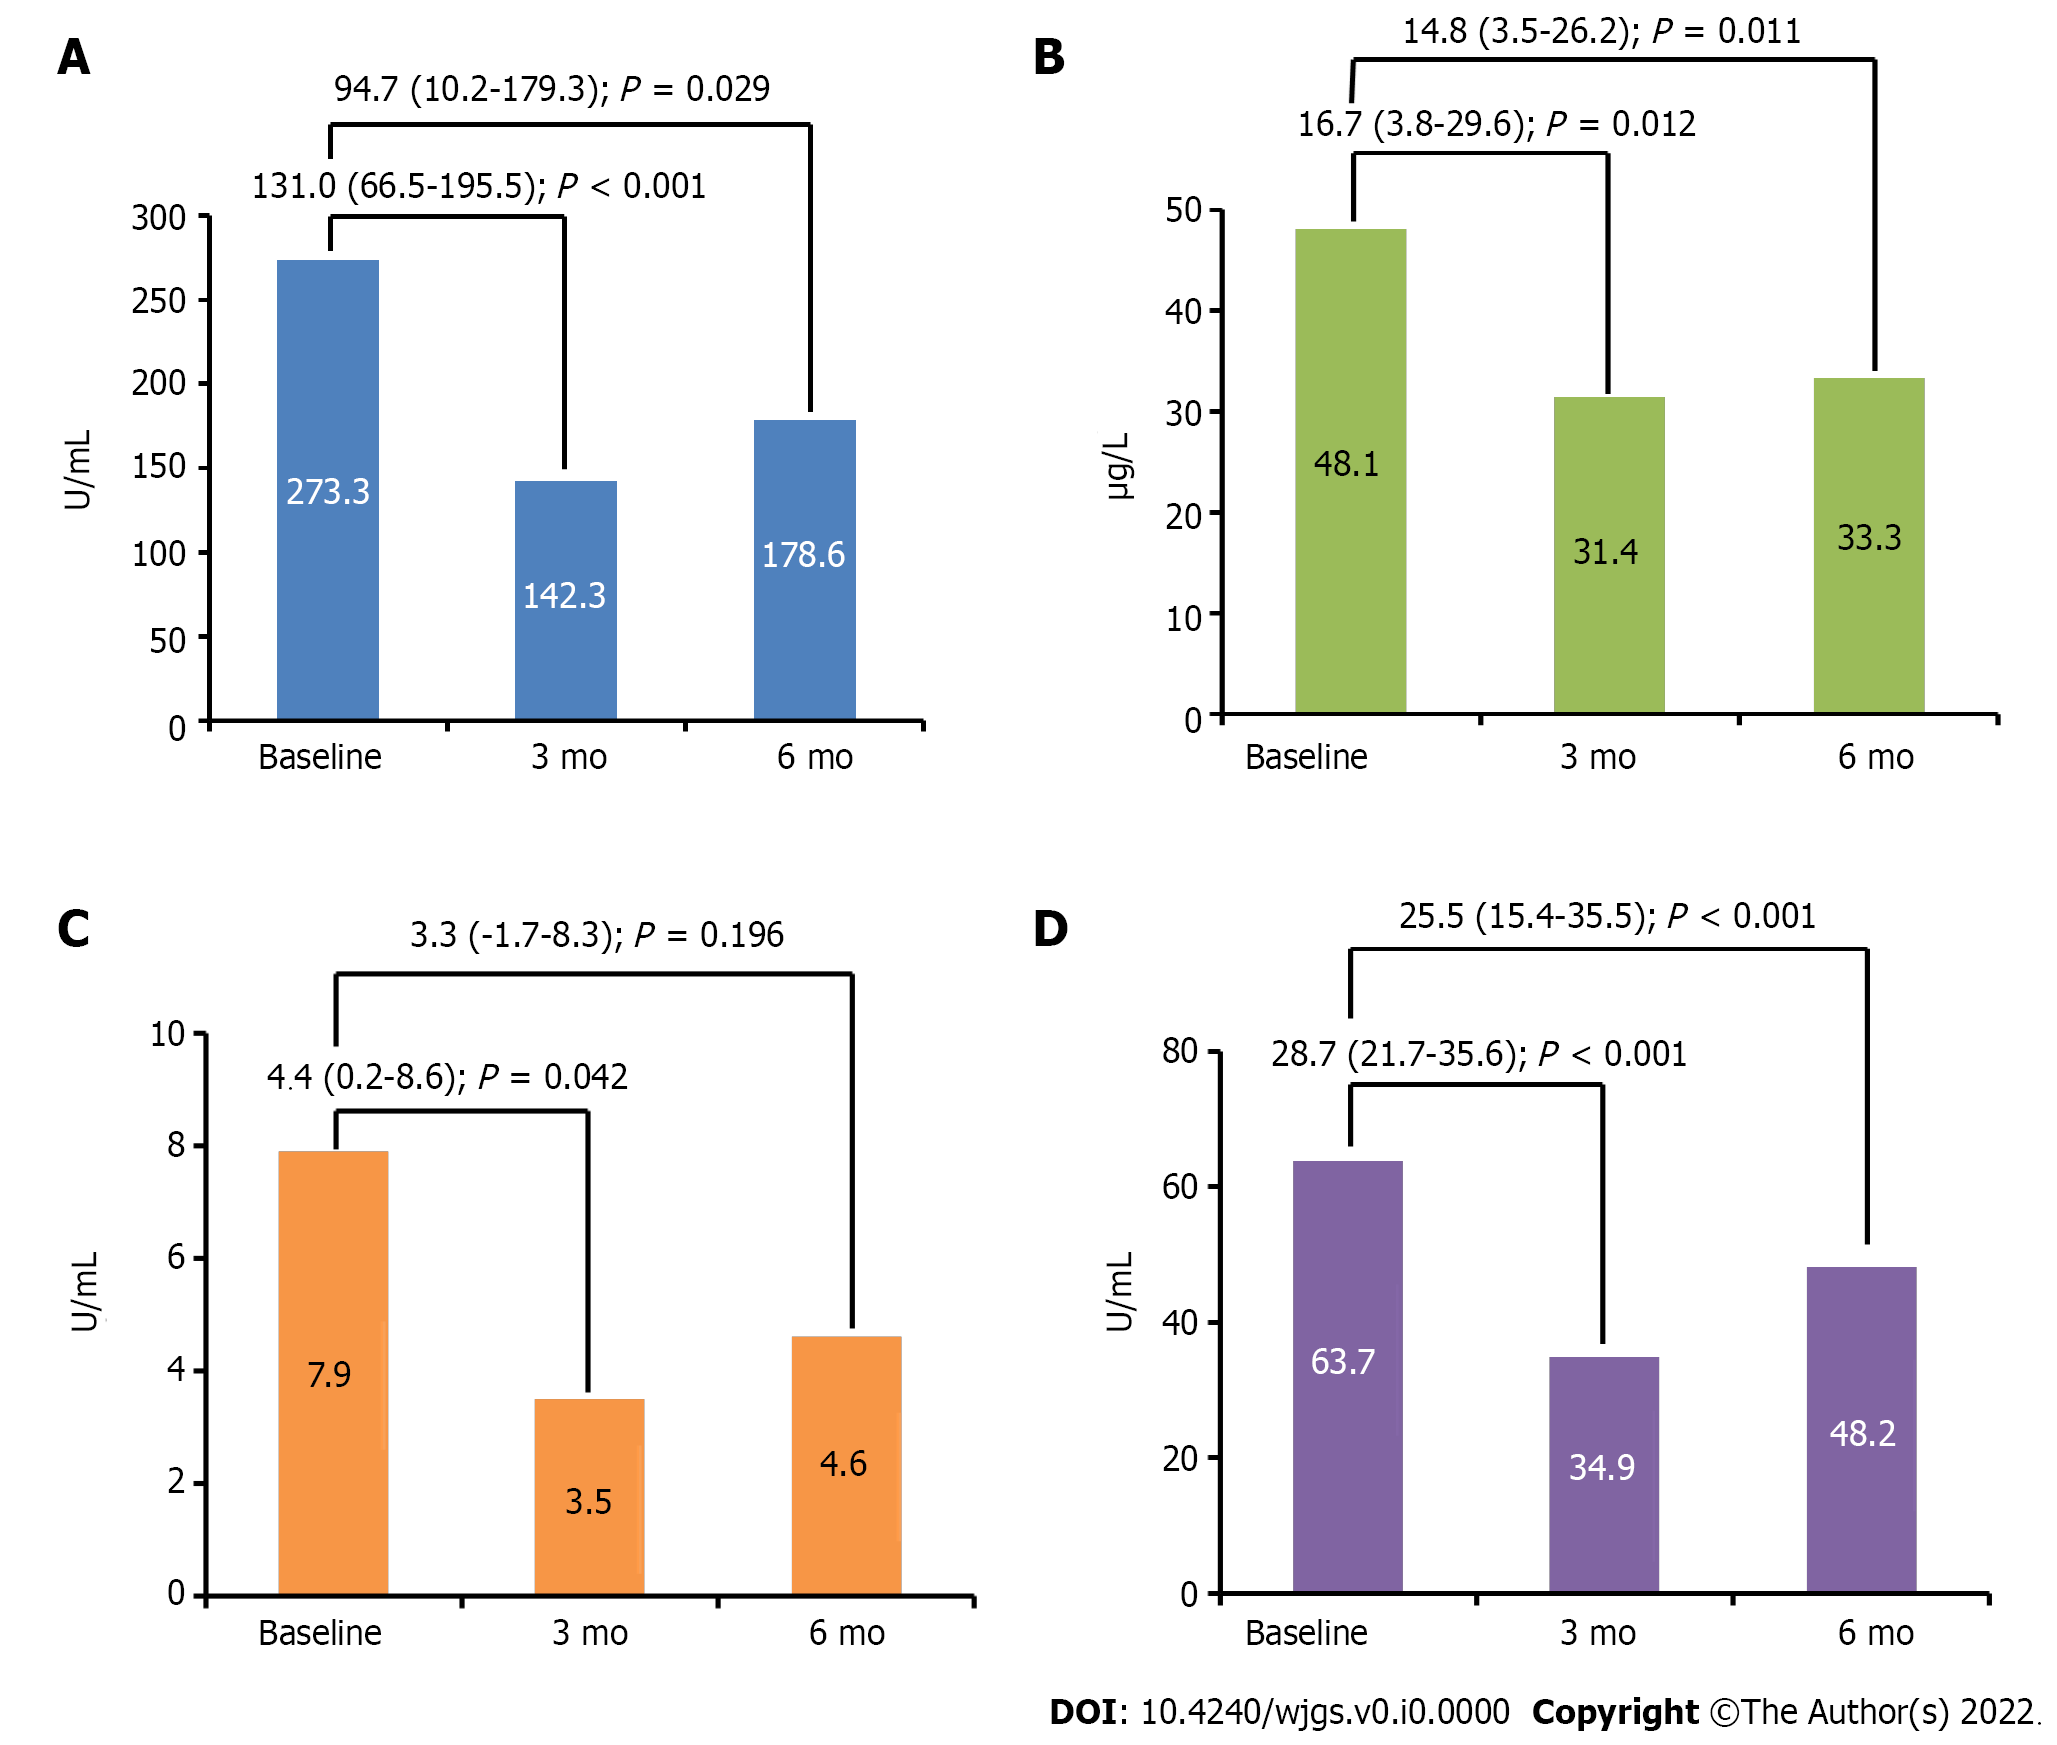 A
94.7 (10.2-179.3); P = 0.029
131.0 (66.5-195.5); P < 0.001
300
250
200
150
100
50
0
U/mL
273.3
142.3
178.6
Baseline 3 mo 6 mo
B
14.8 (3.5-26.2); P = 0.011
16.7 (3.8-29.6); P = 0.012
50
40
30
20
10
0
µg/L
48.1
31.4
33.3
Baseline 3 mo 6 mo
C
3.3 (-1.7-8.3); P = 0.196
4.4 (0.2-8.6); P = 0.042
10
8
6
4
2
0
U/mL
7.9
3.5
4.6
Baseline 3 mo 6 mo
D
25.5 (15.4-35.5); P < 0.001
28.7 (21.7-35.6); P < 0.001
80
60
40
20
0
U/mL
63.7
34.9
48.2
Baseline 3 mo 6 mo
DOI: 10.4240/wjgs.v0.i0.0000 Copyright ©The Author(s) 2022.